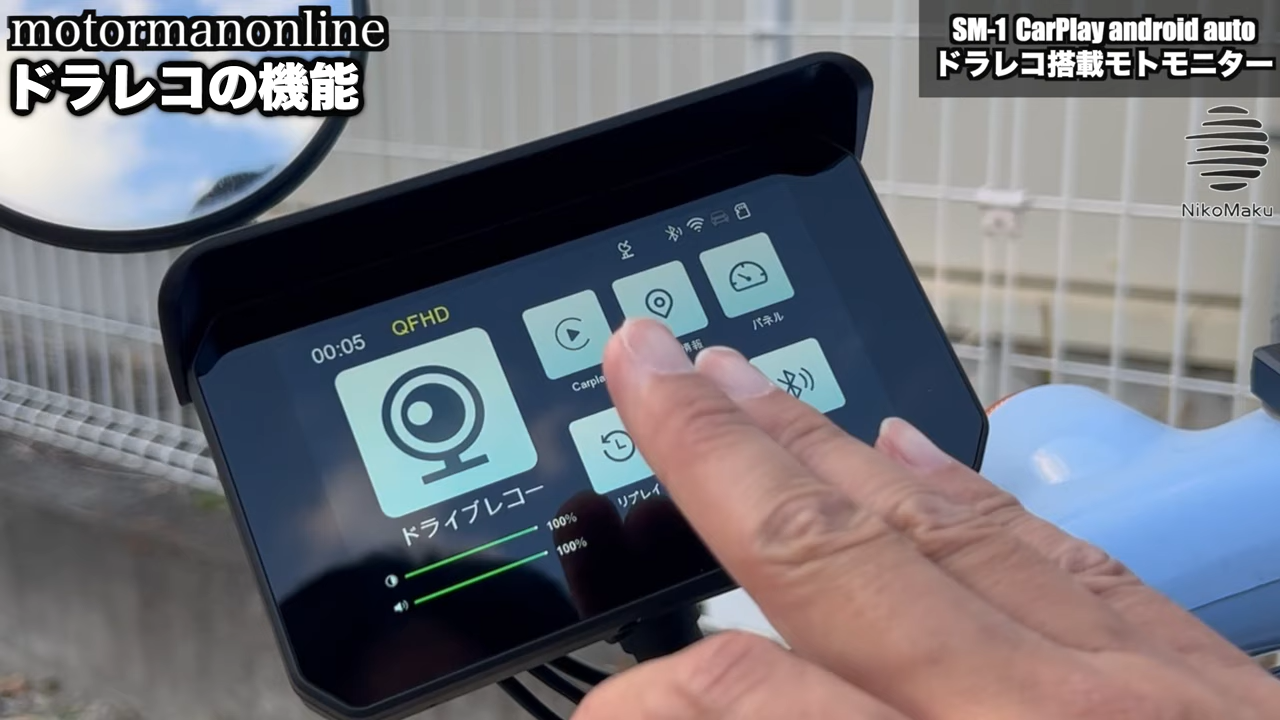 motormanonline
ドラレコの機能
SM-1 CarPlay android auto
ドラレコ搭載モトモニター
NikoMaku
00:05
QFHD
ドライブレコー
100%
100%
パネル
リプレイ